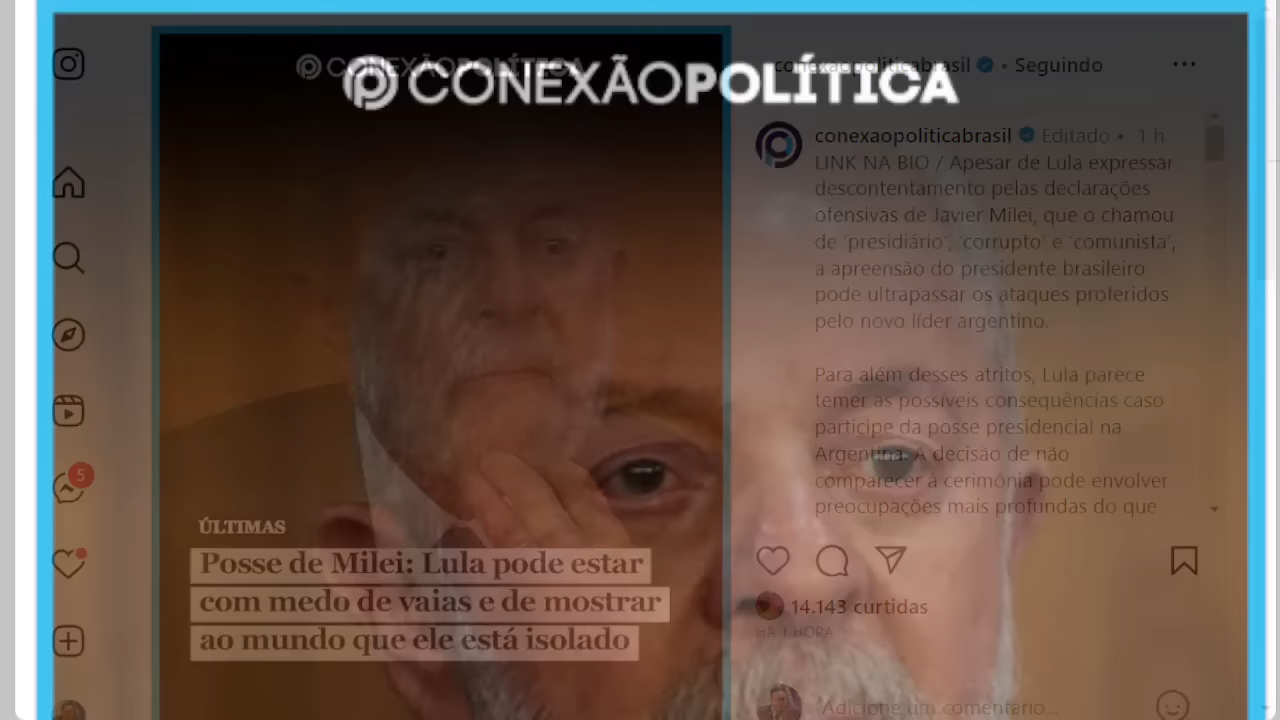 CONEXÃOPOLÍTICA
CONEXÃOPOLÍTICA
conexaopoliticabrasil • Seguindo
conexaopoliticabrasil Editado • 1 h
LINK NA BIO / Apesar de Lula expressar
descontentamento pelas declarações
ofensivas de Javier Milei, que o chamou
de 'presidiário', 'corrupto' e 'comunista',
a apreensão do presidente brasileiro
pode ultrapassar os ataques proferidos
pelo novo líder argentino.
Para além desses atritos, Lula parece
temer as possíveis consequências caso
participe da posse presidencial na
Argentina. A decisão de não
comparecer à cerimônia pode envolver
preocupações mais profundas do que
5
ÚLTIMAS
Posse de Milei: Lula pode estar
com medo de vaias e de mostrar
ao mundo que ele está isolado
14.143 curtidas
HÁ 1 HORA
Adicione um comentário...